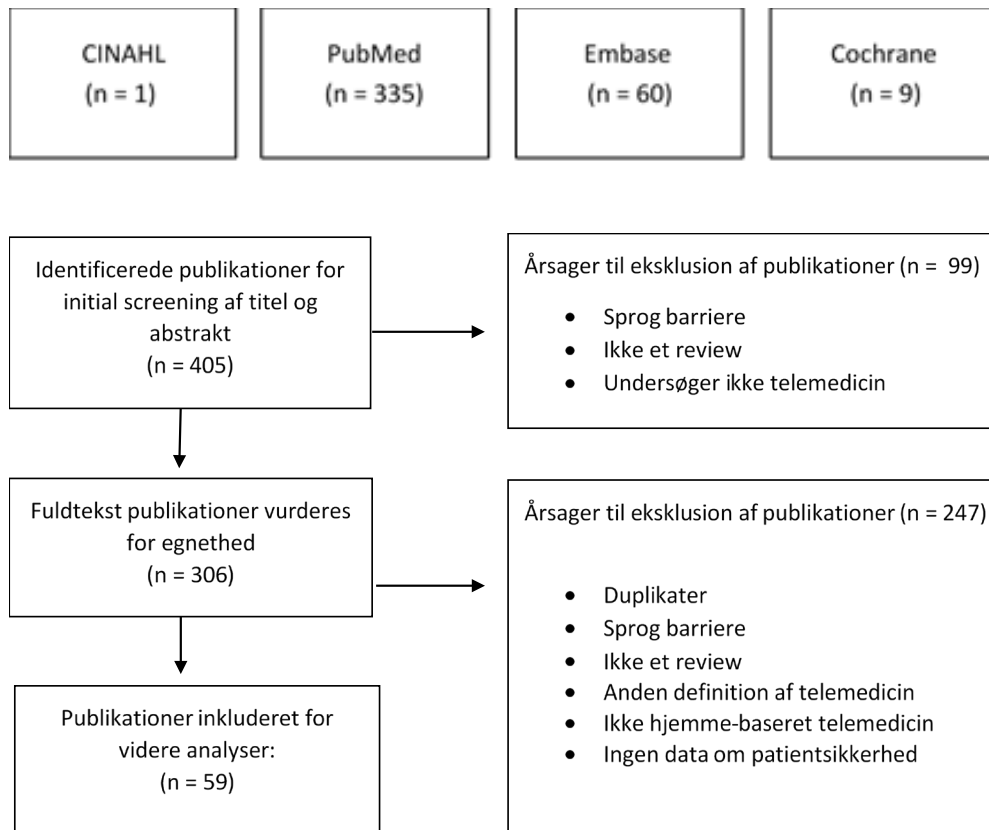 CINAHL
(n = 1)
PubMed
(n = 335)
Embase
(n = 60)
Cochrane
(n = 9)
Identificerede publikationer for
initial screening af titel og
abstrakt
(n = 405)
Årsager til eksklusion af publikationer (n = 99)
• Sprog barriere
• Ikke et review
• Undersøger ikke telemedicin
Fuldtekst publikationer vurderes
for egnethed
(n = 306)
Årsager til eksklusion af publikationer (n = 247)
• Duplikater
• Sprog barriere
• Ikke et review
• Anden definition af telemedicin
• Ikke hjemme-baseret telemedicin
• Ingen data om patientsikkerhed
Publikationer inkluderet for
videre analyser:
(n = 59)